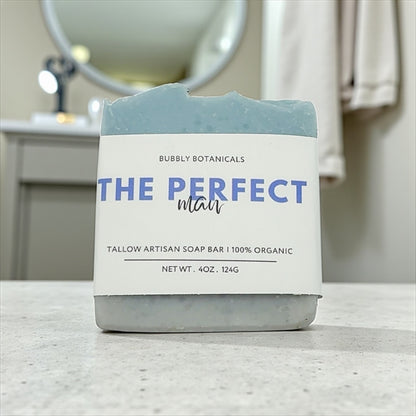 BUBBLY BOTANICALS
THE PERFECT
man
TALLOW ARTISAN SOAP BAR | 100% ORGANIC
NET WT . 4OZ . 124G